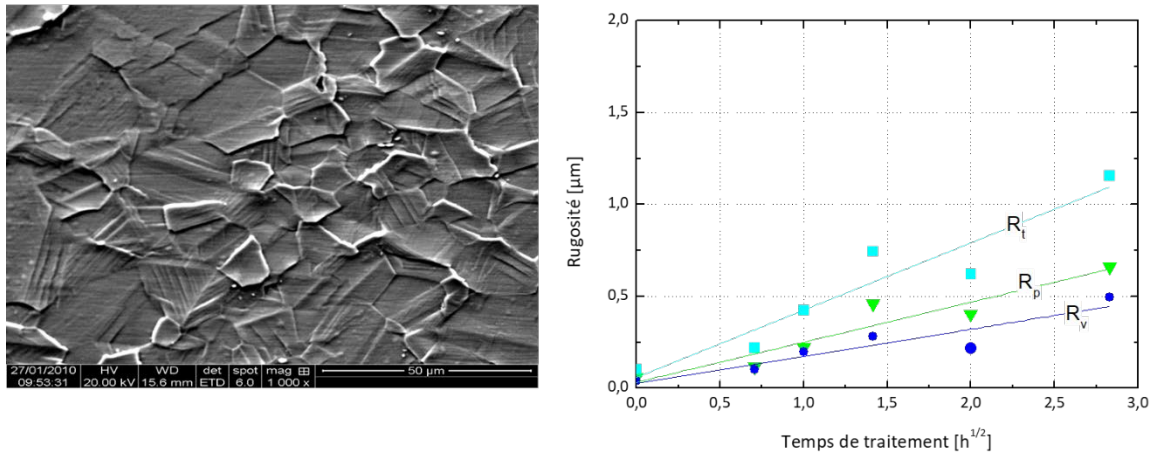 27/01/2010 HV WD det spot mag ⊞ 50 µm
09:53:31 20.00 kV 15.6 mm ETD 6.0 1 000 x
2,0
1,5
1,0
0,5
0,0
Rugosité [µm]
R_t
R_p
R_v
0,0 0,5 1,0 1,5 2,0 2,5 3,0
Temps de traitement [h^1/2]